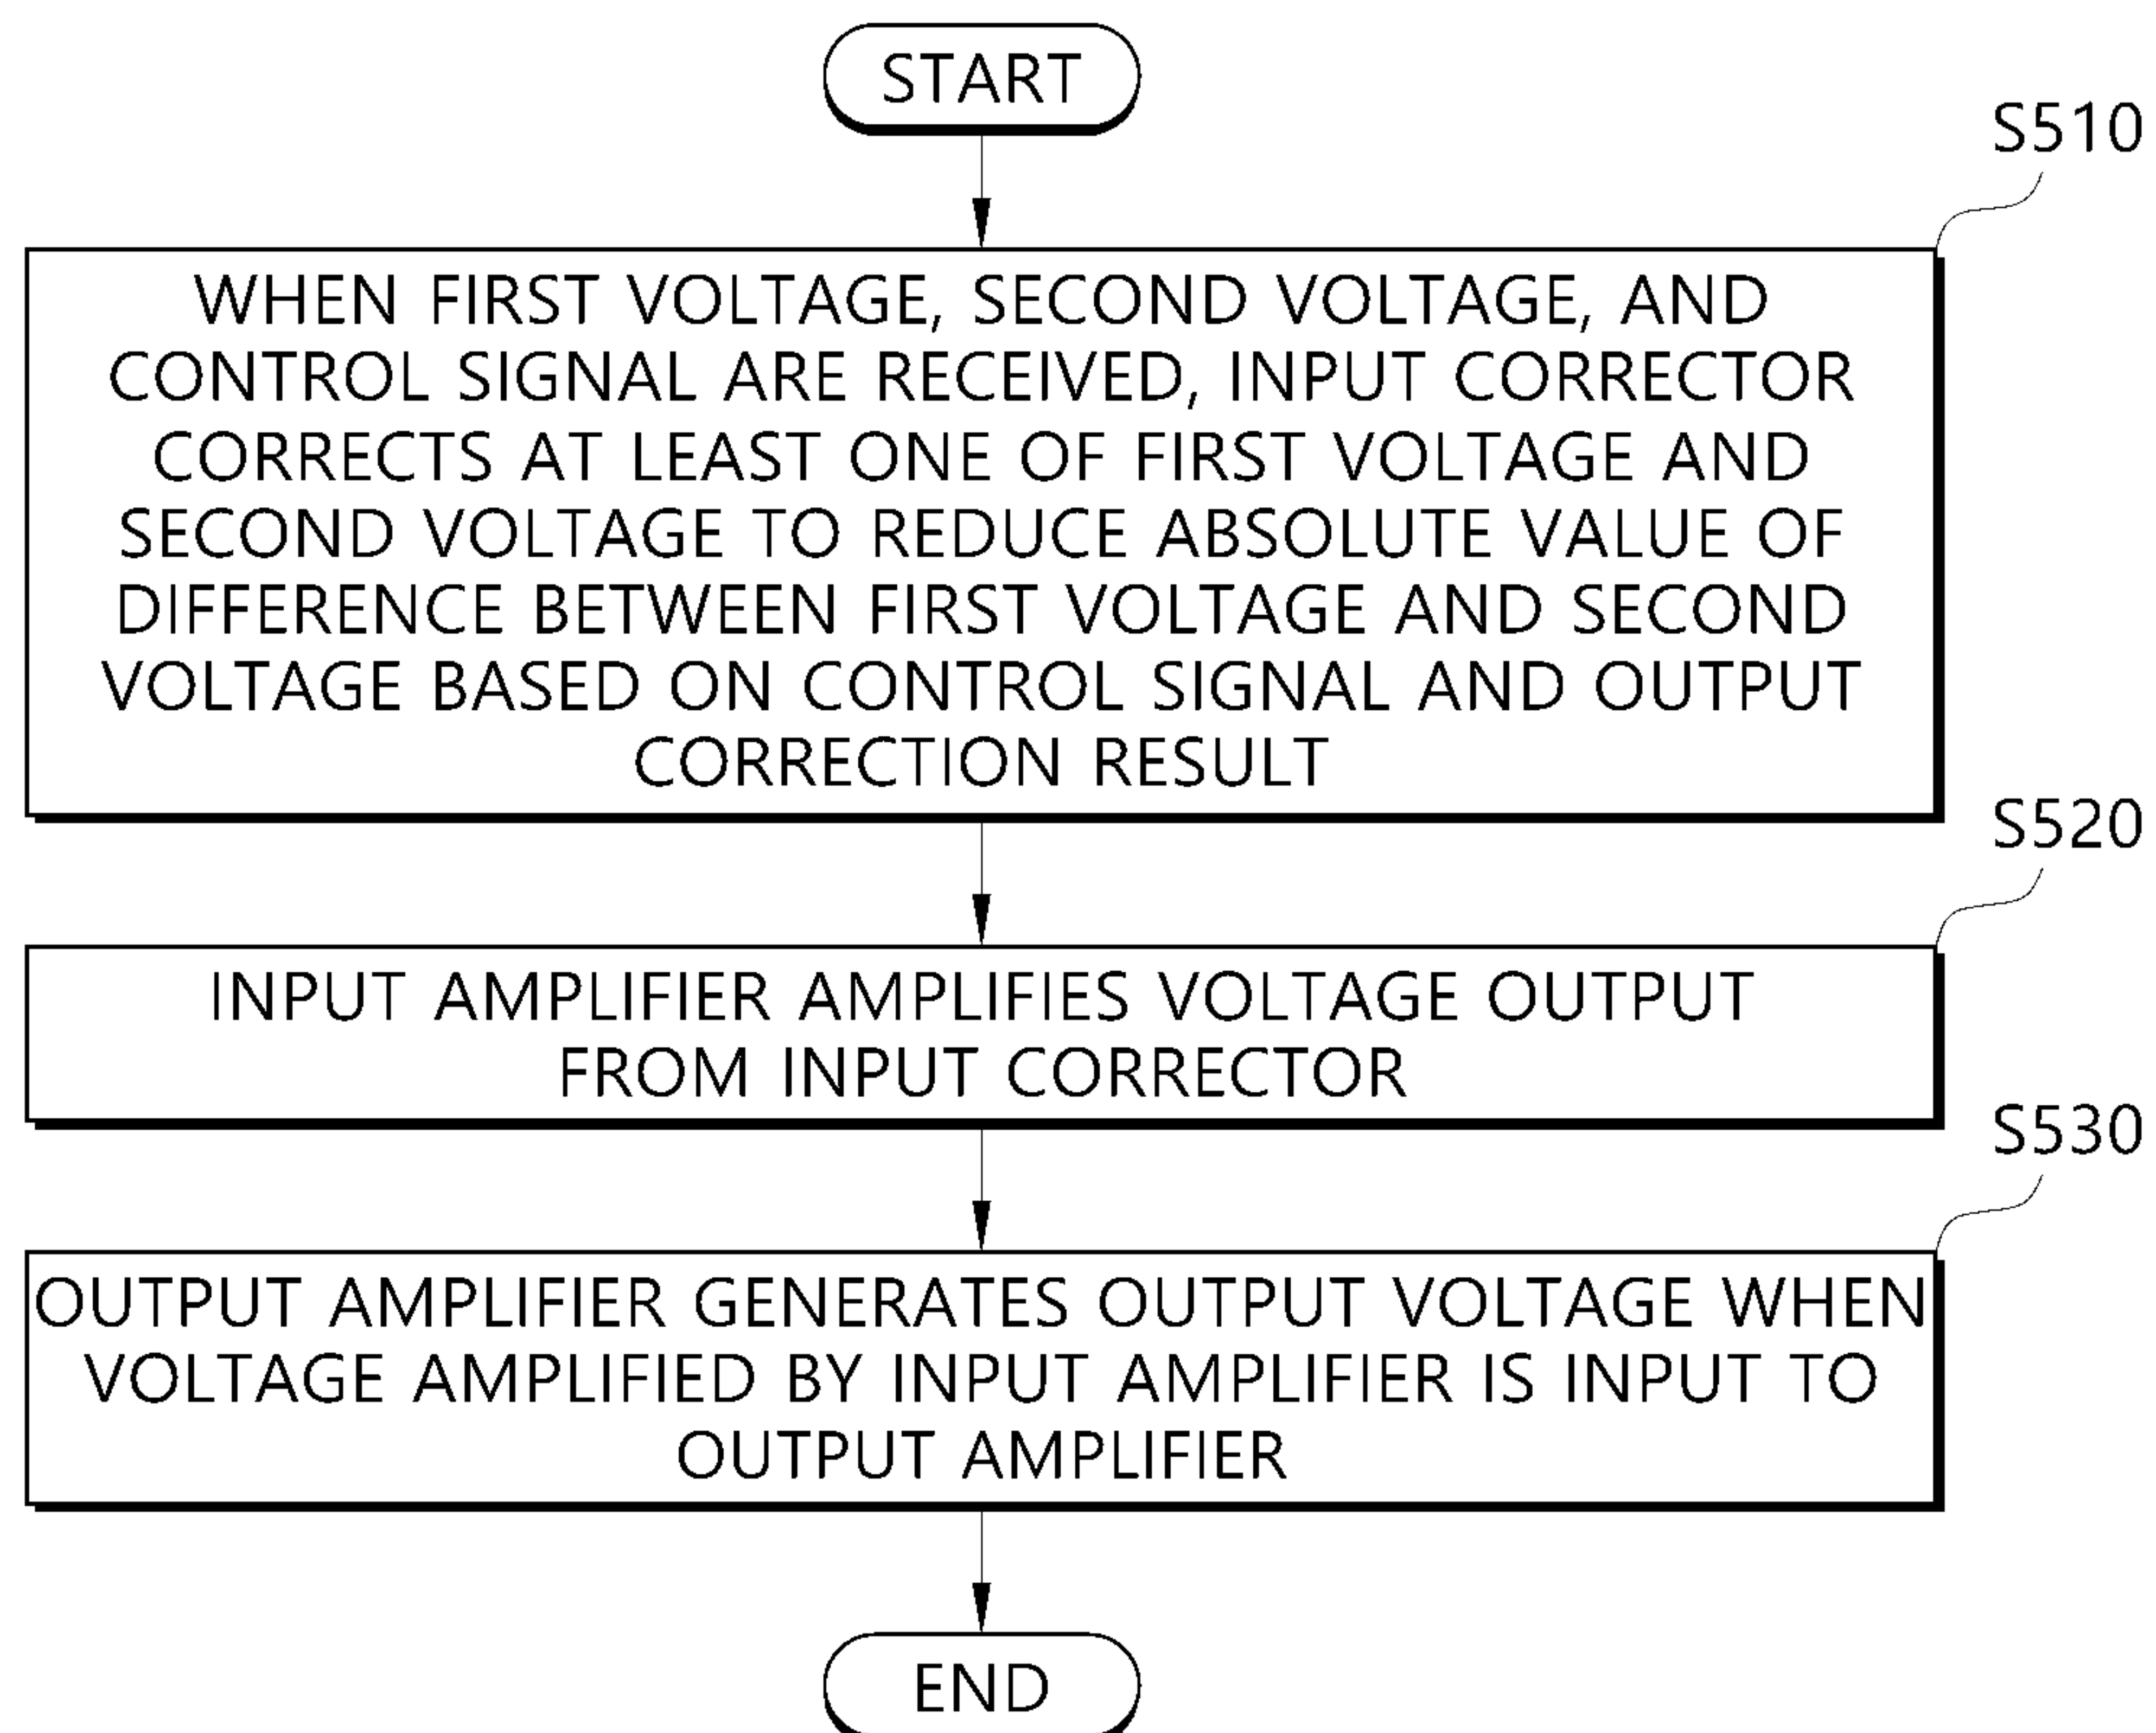 START
S510
WHEN FIRST VOLTAGE, SECOND VOLTAGE, AND
CONTROL SIGNAL ARE RECEIVED, INPUT CORRECTOR
CORRECTS AT LEAST ONE OF FIRST VOLTAGE AND
SECOND VOLTAGE TO REDUCE ABSOLUTE VALUE OF
DIFFERENCE BETWEEN FIRST VOLTAGE AND SECOND
VOLTAGE BASED ON CONTROL SIGNAL AND OUTPUT
CORRECTION RESULT
S520
INPUT AMPLIFIER AMPLIFIES VOLTAGE OUTPUT
FROM INPUT CORRECTOR
S530
OUTPUT AMPLIFIER GENERATES OUTPUT VOLTAGE WHEN
VOLTAGE AMPLIFIED BY INPUT AMPLIFIER IS INPUT TO
OUTPUT AMPLIFIER
END